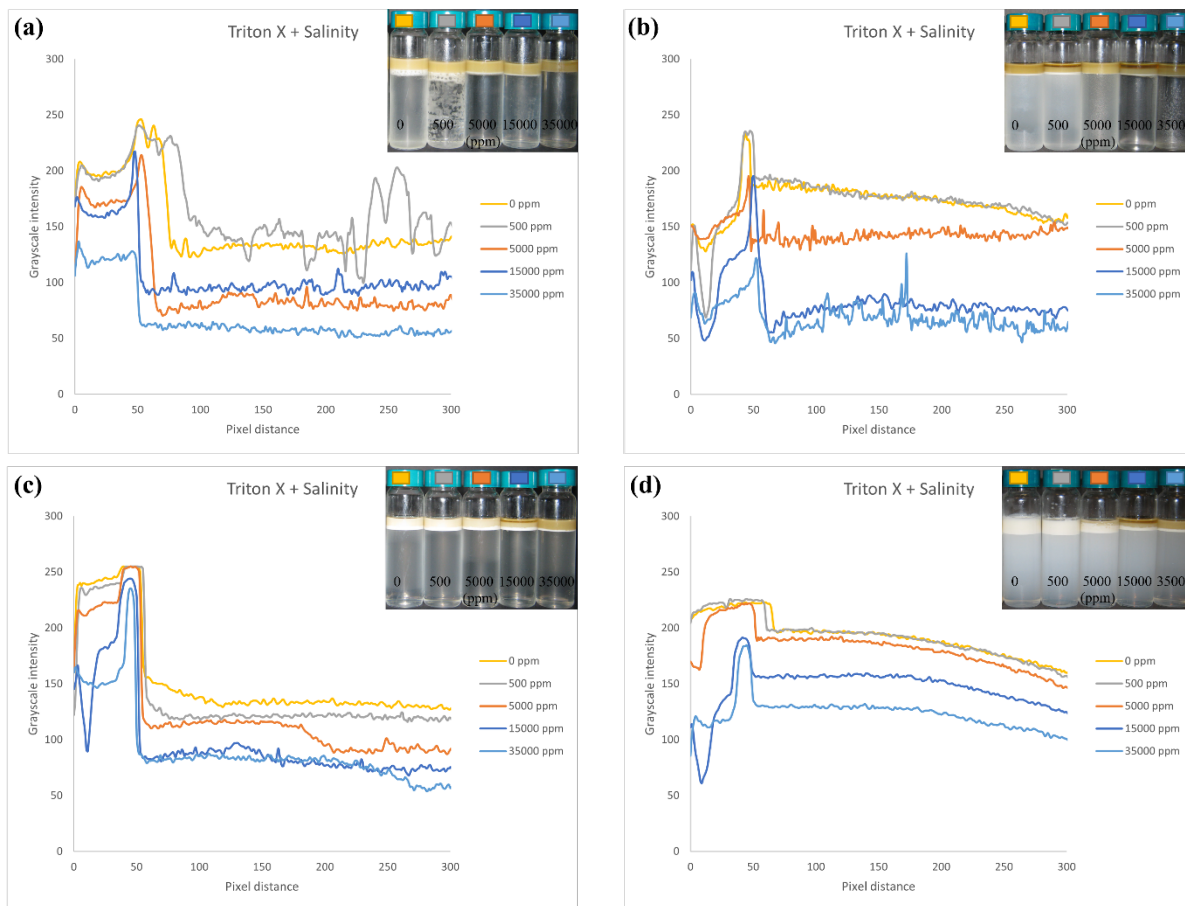 (a)
Triton X + Salinity
0 500 5000 15000 35000
(ppm)
300
250
200
150
100
50
0
Grayscale intensity
0 50 100 150 200 250 300
Pixel distance
0 ppm
500 ppm
5000 ppm
15000 ppm
35000 ppm
(b)
Triton X + Salinity
0 500 5000 15000 35000
(ppm)
300
250
200
150
100
50
0
Grayscale intensity
0 50 100 150 200 250 300
Pixel distance
0 ppm
500 ppm
5000 ppm
15000 ppm
35000 ppm
(c)
Triton X + Salinity
0 500 5000 15000 35000
(ppm)
300
250
200
150
100
50
0
Grayscale intensity
0 50 100 150 200 250 300
Pixel distance
0 ppm
500 ppm
5000 ppm
15000 ppm
35000 ppm
(d)
Triton X + Salinity
0 500 5000 15000 35000
(ppm)
300
250
200
150
100
50
0
Grayscale intensity
0 50 100 150 200 250 300
Pixel distance
0 ppm
500 ppm
5000 ppm
15000 ppm
35000 ppm